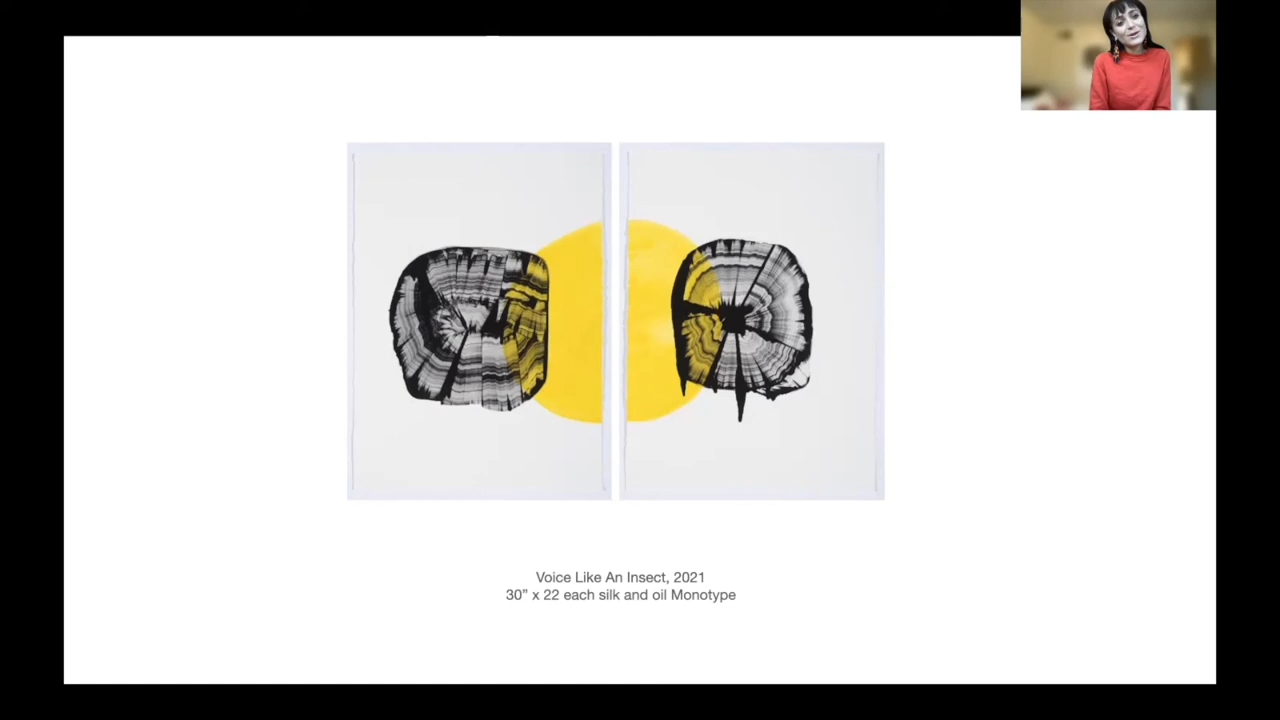 Voice Like An Insect, 2021
30” x 22 each silk and oil Monotype